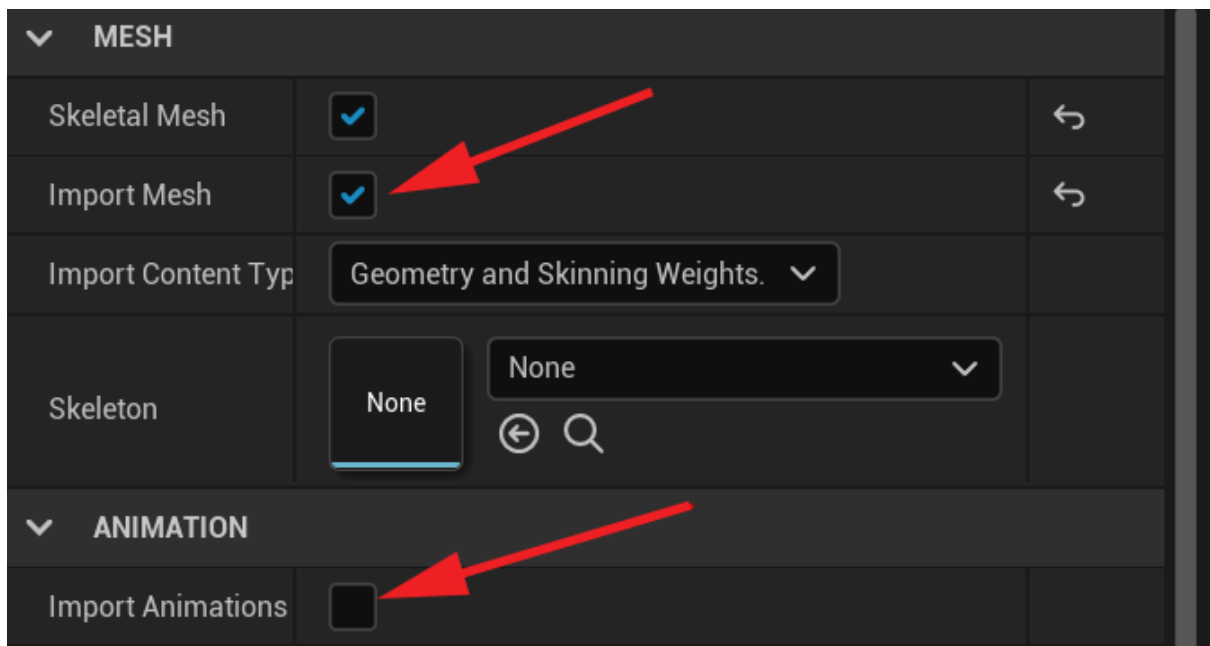 MESH
Skeletal Mesh
Import Mesh
Import Content Typ
Geometry and Skinning Weights.
Skeleton
None
None
ANIMATION
Import Animations